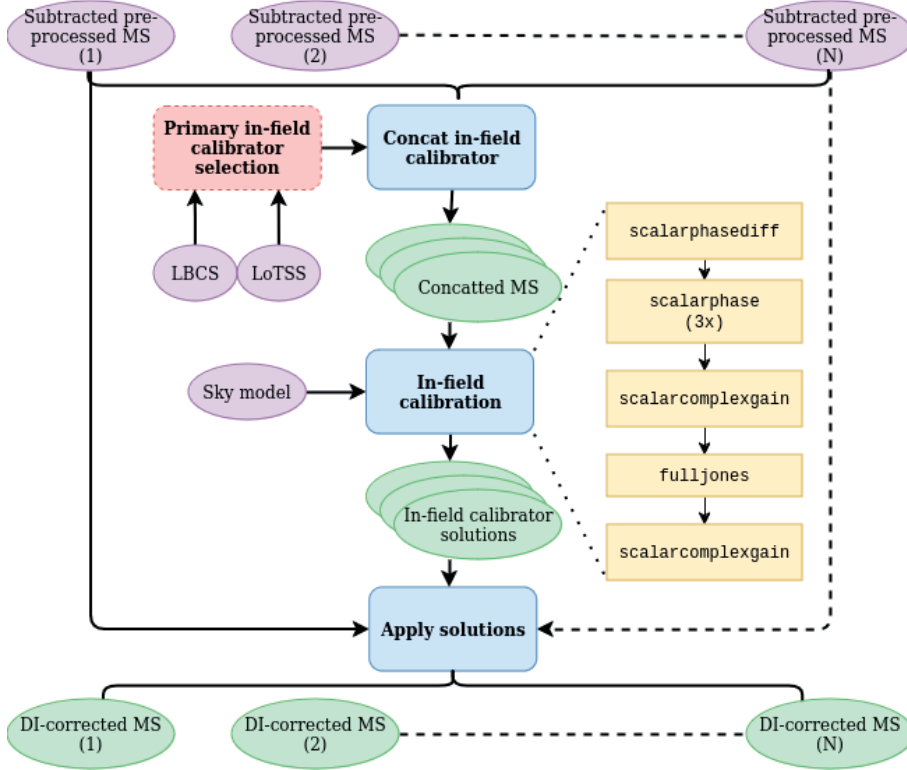 Subtracted pre-
processed MS
(1)
Subtracted pre-
processed MS
(2)
Subtracted pre-
processed MS
(N)
Primary in-field
calibrator
selection
Concat in-field
calibrator
LBCS
LoTSS
Concatted MS
scalarphasediff
scalarphase
(3x)
Sky model
In-field
calibration
scalarcomplexgain
fulljones
In-field calibrator
solutions
scalarcomplexgain
Apply solutions
DI-corrected MS
(1)
DI-corrected MS
(2)
DI-corrected MS
(N)